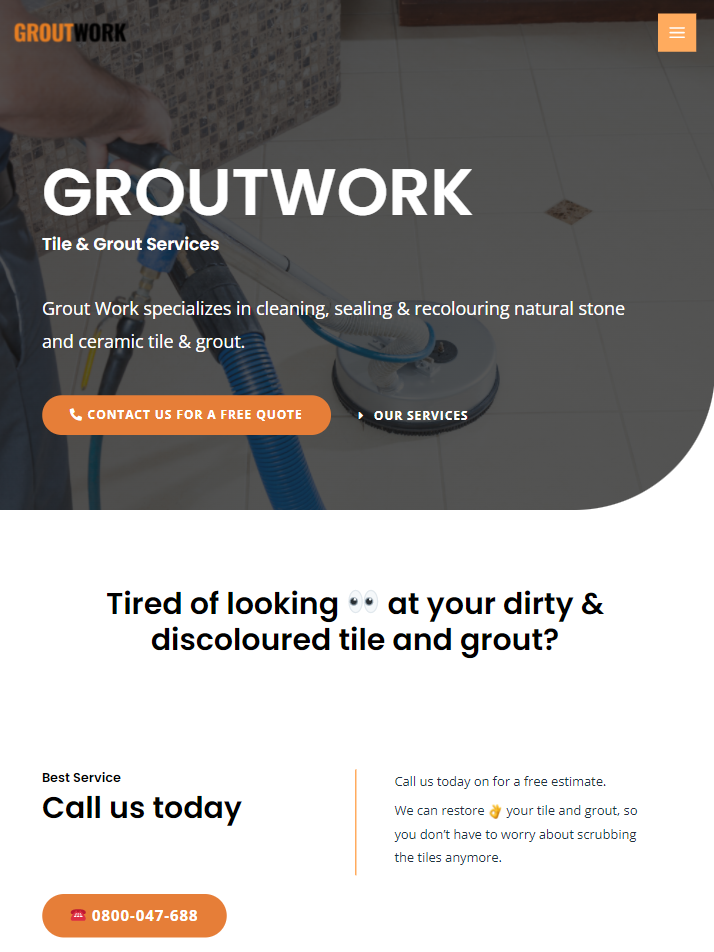 GROUTWORK
GROUTWORK
Tile & Grout Services
Grout Work specializes in cleaning, sealing & recolouring natural stone
and ceramic tile & grout.
CONTACT US FOR A FREE QUOTE
OUR SERVICES
Tired of looking 👀 at your dirty &
discoloured tile and grout?
Best Service
Call us today
Call us today on for a free estimate.
We can restore 👌 your tile and grout, so
you don't have to worry about scrubbing
the tiles anymore.
☎️ 0800-047-688